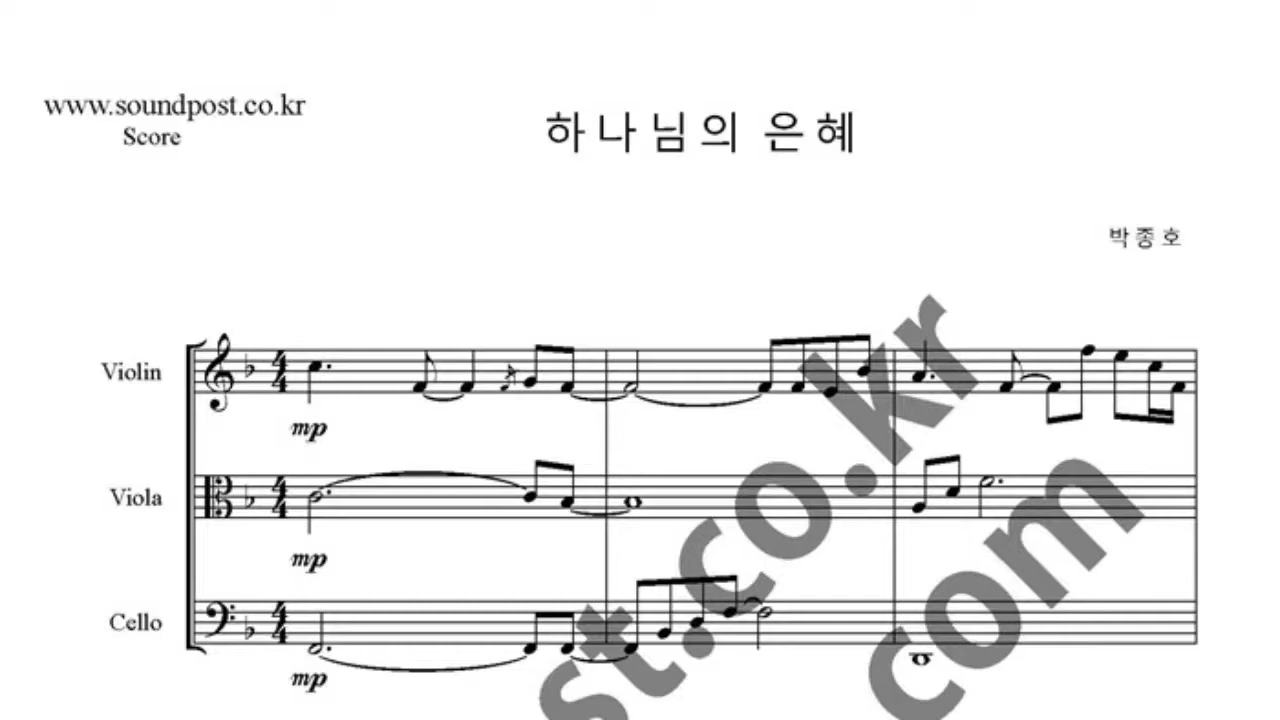 www.soundpost.co.kr
Score
하나님의 은혜
박종호
Violin
mp
Viola
mp
Cello
mp
st.co.kr
com